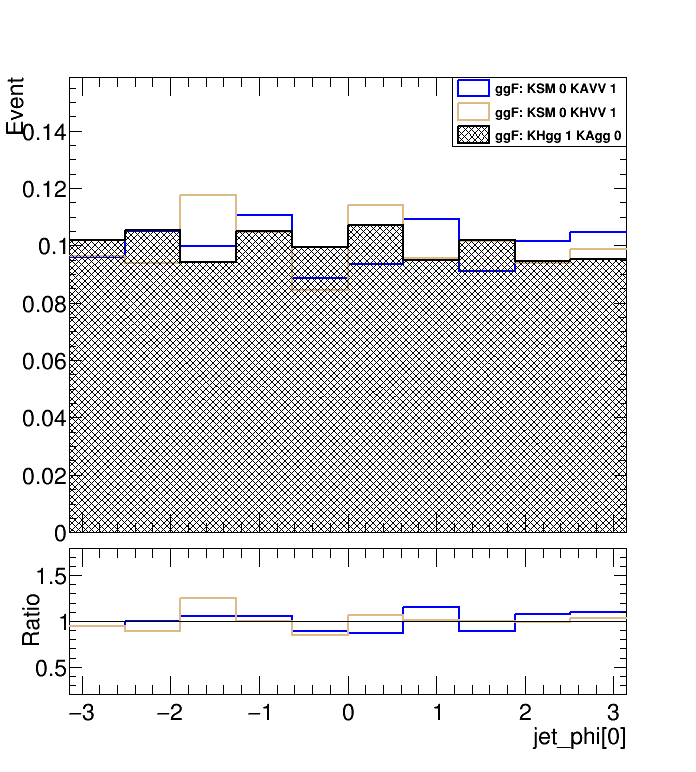 Event
0.14
0.12
0.1
0.08
0.06
0.04
0.02
0
ggF: KSM 0 KAVV 1
ggF: KSM 0 KHVV 1
ggF: KHgg 1 KAgg 0
Ratio
1.5
1
0.5
−3 −2 −1 0 1 2 3
jet_phi[0]